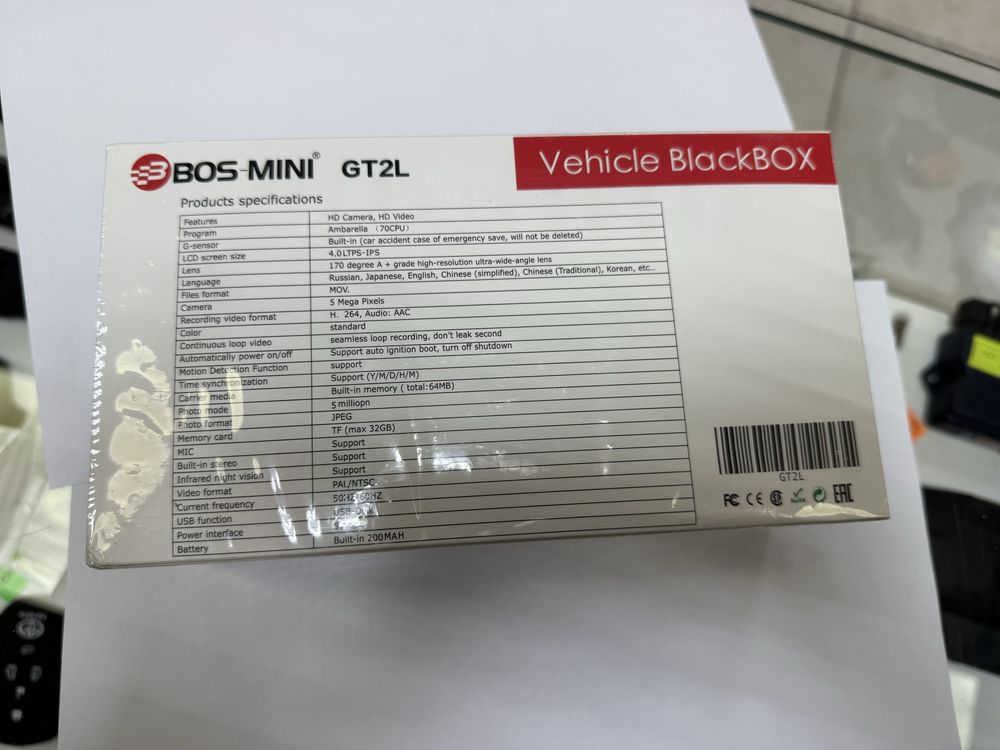 BOS-MINI® GT2L
Vehicle BlackBOX
Products specifications
Features HD Camera, HD Video
Program Ambarella (70CPU)
G-sensor Built-in (car accident case of emergency save, will not be deleted)
LCD screen size 4.0LTPS-IPS
Lens 170 degree A + grade high-resolution ultra-wide-angle lens
Language Russian, Japanese, English, Chinese (simplified), Chinese (Traditional), Korean, etc...
Files format MOV.
Camera 5 Mega Pixels
Recording video format H. 264, Audio: AAC
Color standard
Continuous loop video seamless loop recording, don't leak second
Automatically power on/off Support auto ignition boot, turn off shutdown
Motion Detection Function support
Time synchronization Support (Y/M/D/H/M)
Carrier media Built-in memory ( total:64MB)
Photo mode 5 milliopn
Photo format JPEG
Memory card TF (max 32GB)
MIC Support
Built-in stereo Support
Infrared night vision Support
Video format PAL/NTSC
Current frequency 50HZ/60HZ
USB function
Power interface
Battery Built-in 200MAH
GT2L
FC CE RoHS EAC